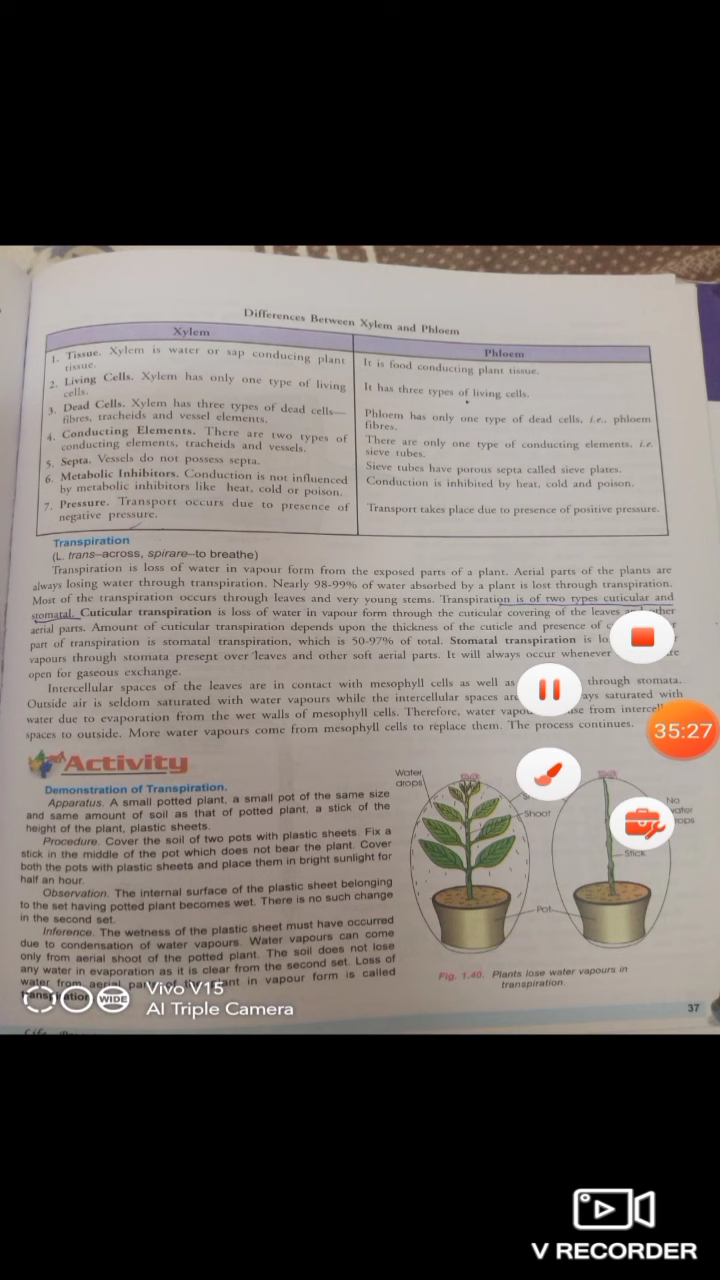 Differences Between Xylem and Phloem
Xylem
1. Tissue. Xylem is water or sap conducing plant
tissue.
2. Living Cells. Xylem has only one type of living
cells.
3. Dead Cells. Xylem has three types of dead cells—
fibres, tracheids and vessel elements.
4. Conducting Elements. There are two types of
conducting elements, tracheids and vessels.
5. Septa. Vessels do not possess septa.
6. Metabolic Inhibitors. Conduction is not influenced
by metabolic inhibitors like heat, cold or poison.
7. Pressure. Transport occurs due to presence of
negative pressure.
Phloem
It is food conducting plant tissue.
It has three types of living cells.
Phloem has only one type of dead cells, i.e., phloem
fibres.
There are only one type of conducting elements, i.e.
sieve tubes.
Sieve tubes have porous septa called sieve plates.
Conduction is inhibited by heat, cold and poison.
Transport takes place due to presence of positive pressure.
Transpiration
(L. trans–across, spirare–to breathe)
Transpiration is loss of water in vapour form from the exposed parts of a plant. Aerial parts of the plants are
always losing water through transpiration. Nearly 98-99% of water absorbed by a plant is lost through transpiration.
Most of the transpiration occurs through leaves and very young stems. Transpiration is of two types cuticular and
stomatal. Cuticular transpiration is loss of water in vapour form through the cuticular covering of the leaves and other
aerial parts. Amount of cuticular transpiration depends upon the thickness of the cuticle and presence of
part of transpiration is stomatal transpiration, which is 50-97% of total. Stomatal transpiration is
vapours through stomata present over leaves and other soft aerial parts. It will always occur whenever
open for gaseous exchange.
Intercellular spaces of the leaves are in contact with mesophyll cells as well as through stomata.
Outside air is seldom saturated with water vapours while the intercellular spaces are saturated with
water due to evaporation from the wet walls of mesophyll cells. Therefore, water from
spaces to outside. More water vapours come from mesophyll cells to replace them. The process continues.
Activity
Demonstration of Transpiration.
Apparatus. A small potted plant, a small pot of the same size
and same amount of soil as that of potted plant, a stick of the
height of the plant, plastic sheets.
Procedure. Cover the soil of two pots with plastic sheets. Fix a
stick in the middle of the pot which does not bear the plant. Cover
both the pots with plastic sheets and place them in bright sunlight for
half an hour.
Observation. The internal surface of the plastic sheet belonging
to the set having potted plant becomes wet. There is no such change
in the second set.
Inference. The wetness of the plastic sheet must have occurred
due to condensation of water vapours. Water vapours can come
only from aerial shoot of the potted plant. The soil does not lose
any water in evaporation as it is clear from the second set. Loss of
water from aerial in vapour form is called
Water
drops
Shoot
No
Stick
Pot
Fig. 1.40. Plants lose water vapours in
transpiration.
37
35:27
WIDE
Vivo V15
AI Triple Camera
V RECORDER